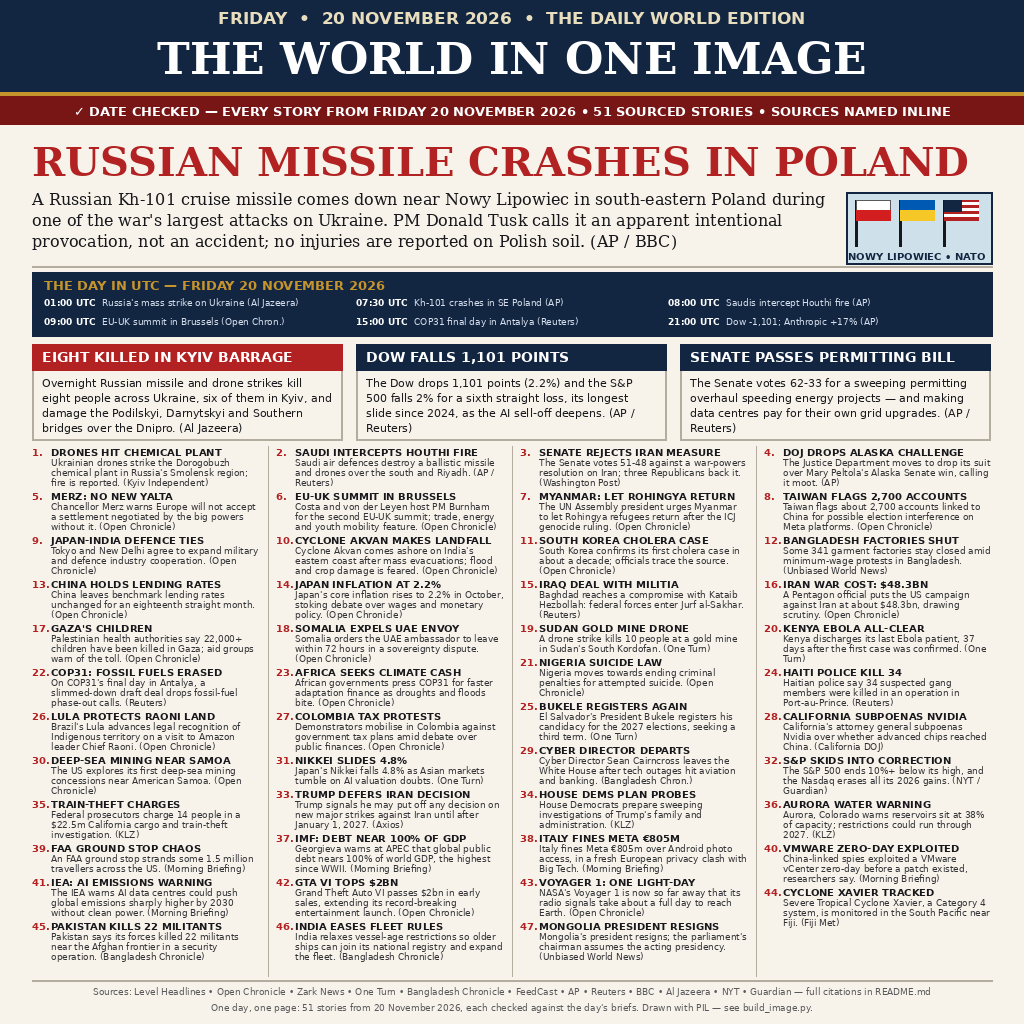 FRIDAY • 20 NOVEMBER 2026 • THE DAILY WORLD EDITION
THE WORLD IN ONE IMAGE
✓ DATE CHECKED — EVERY STORY FROM FRIDAY 20 NOVEMBER 2026 • 51 SOURCED STORIES • SOURCES NAMED INLINE
RUSSIAN MISSILE CRASHES IN POLAND
A Russian Kh-101 cruise missile comes down near Nowy Lipowiec in south-eastern Poland during
one of the war's largest attacks on Ukraine. PM Donald Tusk calls it an apparent intentional
provocation, not an accident; no injuries are reported on Polish soil. (AP / BBC)
NOWY LIPOWIEC • NATO
THE DAY IN UTC — FRIDAY 20 NOVEMBER 2026
01:00 UTC Russia's mass strike on Ukraine (Al Jazeera)
07:30 UTC Kh-101 crashes in SE Poland (AP)
08:00 UTC Saudis intercept Houthi fire (AP)
09:00 UTC EU-UK summit in Brussels (Open Chron.)
15:00 UTC COP31 final day in Antalya (Reuters)
21:00 UTC Dow -1,101; Anthropic +17% (AP)
EIGHT KILLED IN KYIV BARRAGE
Overnight Russian missile and drone strikes kill
eight people across Ukraine, six of them in Kyiv, and
damage the Podilskyi, Darnytskyi and Southern
bridges over the Dnipro. (Al Jazeera)
DOW FALLS 1,101 POINTS
The Dow drops 1,101 points (2.2%) and the S&P
500 falls 2% for a sixth straight loss, its longest
slide since 2024, as the AI sell-off deepens. (AP /
Reuters)
SENATE PASSES PERMITTING BILL
The Senate votes 62-33 for a sweeping permitting
overhaul speeding energy projects — and making
data centres pay for their own grid upgrades. (AP /
Reuters)
1. DRONES HIT CHEMICAL PLANT
Ukrainian drones strike the Dorogobuzh
chemical plant in Russia's Smolensk region;
fire is reported. (Kyiv Independent)
2. SAUDI INTERCEPTS HOUTHI FIRE
Saudi air defences destroy a ballistic missile
and drones over the south and Riyadh. (AP /
Reuters)
3. SENATE REJECTS IRAN MEASURE
The Senate votes 51-48 against a war-powers
resolution on Iran; three Republicans back it.
(Washington Post)
4. DOJ DROPS ALASKA CHALLENGE
The Justice Department moves to drop its suit
over Mary Peltola's Alaska Senate win, calling
it moot. (AP)
5. MERZ: NO NEW YALTA
Chancellor Merz warns Europe will not accept
a settlement negotiated by the big powers
without it. (Open Chronicle)
6. EU-UK SUMMIT IN BRUSSELS
Costa and von der Leyen host PM Burnham
for the second EU-UK summit; trade, energy
and youth mobility feature. (Open Chronicle)
7. MYANMAR: LET ROHINGYA RETURN
The UN Assembly president urges Myanmar
to let Rohingya refugees return after the ICJ
genocide ruling. (Open Chronicle)
8. TAIWAN FLAGS 2,700 ACCOUNTS
Taiwan flags about 2,700 accounts linked to
China for possible election interference on
Meta platforms. (Open Chronicle)
9. JAPAN-INDIA DEFENCE TIES
Tokyo and New Delhi agree to expand military
and defence industry cooperation. (Open
Chronicle)
10. CYCLONE AKVAN MAKES LANDFALL
Cyclone Akvan comes ashore on India's
eastern coast after mass evacuations; flood
and crop damage is feared. (Open Chronicle)
11. SOUTH KOREA CHOLERA CASE
South Korea confirms its first cholera case in
about a decade; officials trace the source.
(Open Chronicle)
12. BANGLADESH FACTORIES SHUT
Some 341 garment factories stay closed amid
minimum-wage protests in Bangladesh.
(Unbiased World News)
13. CHINA HOLDS LENDING RATES
China leaves benchmark lending rates
unchanged for an eighteenth straight month.
(Open Chronicle)
14. JAPAN INFLATION AT 2.2%
Japan's core inflation rises to 2.2% in October,
stoking debate over wages and monetary
policy. (Open Chronicle)
15. IRAQ DEAL WITH MILITIA
Baghdad reaches a compromise with Kataib
Hezbollah: federal forces enter Jurf al-Sakhar.
(Reuters)
16. IRAN WAR COST: $48.3BN
A Pentagon official puts the US campaign
against Iran at about $48.3bn, drawing
scrutiny. (Open Chronicle)
17. GAZA'S CHILDREN
Palestinian health authorities say 22,000+
children have been killed in Gaza; aid groups
warn of the toll. (Open Chronicle)
18. SOMALIA EXPELS UAE ENVOY
Somalia orders the UAE ambassador to leave
within 72 hours in a sovereignty dispute.
(Open Chronicle)
19. SUDAN GOLD MINE DRONE
A drone strike kills 10 people at a gold mine
in Sudan's South Kordofan. (One Turn)
20. KENYA EBOLA ALL-CLEAR
Kenya discharges its last Ebola patient, 37
days after the first case was confirmed. (One
Turn)
21. NIGERIA SUICIDE LAW
Nigeria moves towards ending criminal
penalties for attempted suicide. (Open
Chronicle)
22. COP31: FOSSIL FUELS ERASED
On COP31's final day in Antalya, a
slimmed-down draft deal drops fossil-fuel
phase-out calls. (Reuters)
23. AFRICA SEEKS CLIMATE CASH
African governments press COP31 for faster
adaptation finance as droughts and floods
bite. (Open Chronicle)
24. HAITI POLICE KILL 34
Haitian police say 34 suspected gang
members were killed in an operation in
Port-au-Prince. (Reuters)
25. BUKELE REGISTERS AGAIN
El Salvador's President Bukele registers his
candidacy for the 2027 elections, seeking a
third term. (One Turn)
26. LULA PROTECTS RAONI LAND
Brazil's Lula advances legal recognition of
Indigenous territory on a visit to Amazon
leader Chief Raoni. (Open Chronicle)
27. COLOMBIA TAX PROTESTS
Demonstrators mobilise in Colombia against
government tax plans amid debate over
public finances. (Open Chronicle)
28. CALIFORNIA SUBPOENAS NVIDIA
California's attorney general subpoenas
Nvidia over whether advanced chips reached
China. (California DOJ)
29. CYBER DIRECTOR DEPARTS
Cyber Director Sean Cairncross leaves the
White House after tech outages hit aviation
and banking. (Bangladesh Chron.)
30. DEEP-SEA MINING NEAR SAMOA
The US explores its first deep-sea mining
concessions near American Samoa. (Open
Chronicle)
31. NIKKEI SLIDES 4.8%
Japan's Nikkei falls 4.8% as Asian markets
tumble on AI valuation doubts. (One Turn)
32. S&P SKIDS INTO CORRECTION
The S&P 500 ends 10%+ below its high, and
the Nasdaq erases all its 2026 gains. (NYT /
Guardian)
33. TRUMP DEFERS IRAN DECISION
Trump signals he may put off any decision on
new major strikes against Iran until after
January 1, 2027. (Axios)
34. HOUSE DEMS PLAN PROBES
House Democrats prepare sweeping
investigations of Trump's family and
administration. (KLZ)
35. TRAIN-THEFT CHARGES
Federal prosecutors charge 14 people in a
$22.5m California cargo and train-theft
investigation. (KLZ)
36. AURORA WATER WARNING
Aurora, Colorado warns reservoirs sit at 38%
of capacity; restrictions could run through
2027. (KLZ)
37. IMF: DEBT NEAR 100% OF GDP
Georgieva warns at APEC that global public
debt nears 100% of world GDP, the highest
since WWII. (Morning Briefing)
38. ITALY FINES META €805M
Italy fines Meta €805m over Android photo
access, in a fresh European privacy clash with
Big Tech. (Morning Briefing)
39. FAA GROUND STOP CHAOS
An FAA ground stop strands some 1.5 million
travellers across the US. (Morning Briefing)
40. VMWARE ZERO-DAY EXPLOITED
China-linked spies exploited a VMware
vCenter zero-day before a patch existed,
researchers say. (Morning Briefing)
41. IEA: AI EMISSIONS WARNING
The IEA warns AI data centres could push
global emissions sharply higher by 2030
without clean power. (Morning Briefing)
42. GTA VI TOPS $2BN
Grand Theft Auto VI passes $2bn in early
sales, extending its record-breaking
entertainment launch. (Open Chronicle)
43. VOYAGER 1: ONE LIGHT-DAY
NASA's Voyager 1 is now so far away that its
radio signals take about a full day to reach
Earth. (Open Chronicle)
44. CYCLONE XAVIER TRACKED
Severe Tropical Cyclone Xavier, a Category 4
system, is monitored in the South Pacific near
Fiji. (Fiji Met)
45. PAKISTAN KILLS 22 MILITANTS
Pakistan says its forces killed 22 militants
near the Afghan frontier in a security
operation. (Bangladesh Chronicle)
46. INDIA EASES FLEET RULES
India relaxes vessel-age restrictions so older
ships can join its national registry and expand
the fleet. (Bangladesh Chronicle)
47. MONGOLIA PRESIDENT RESIGNS
Mongolia's president resigns; the parliament's
chairman assumes the acting presidency.
(Unbiased World News)
Sources: Level Headlines • Open Chronicle • Zark News • One Turn • Bangladesh Chronicle • FeedCast • AP • Reuters • BBC • Al Jazeera • NYT • Guardian — full citations in README.md
One day, one page: 51 stories from 20 November 2026, each checked against the day's briefs. Drawn with PIL — see build_image.py.